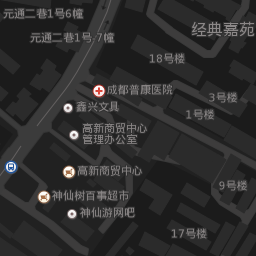 元通二巷1号6幢
经典嘉苑
元通二巷1号7幢
18号楼
成都普康医院
3号楼
鑫兴文具
1号楼
高新商贸中心
管理办公室
高新商贸中心
9号楼
神仙树百事超市
神仙游网吧
17号楼